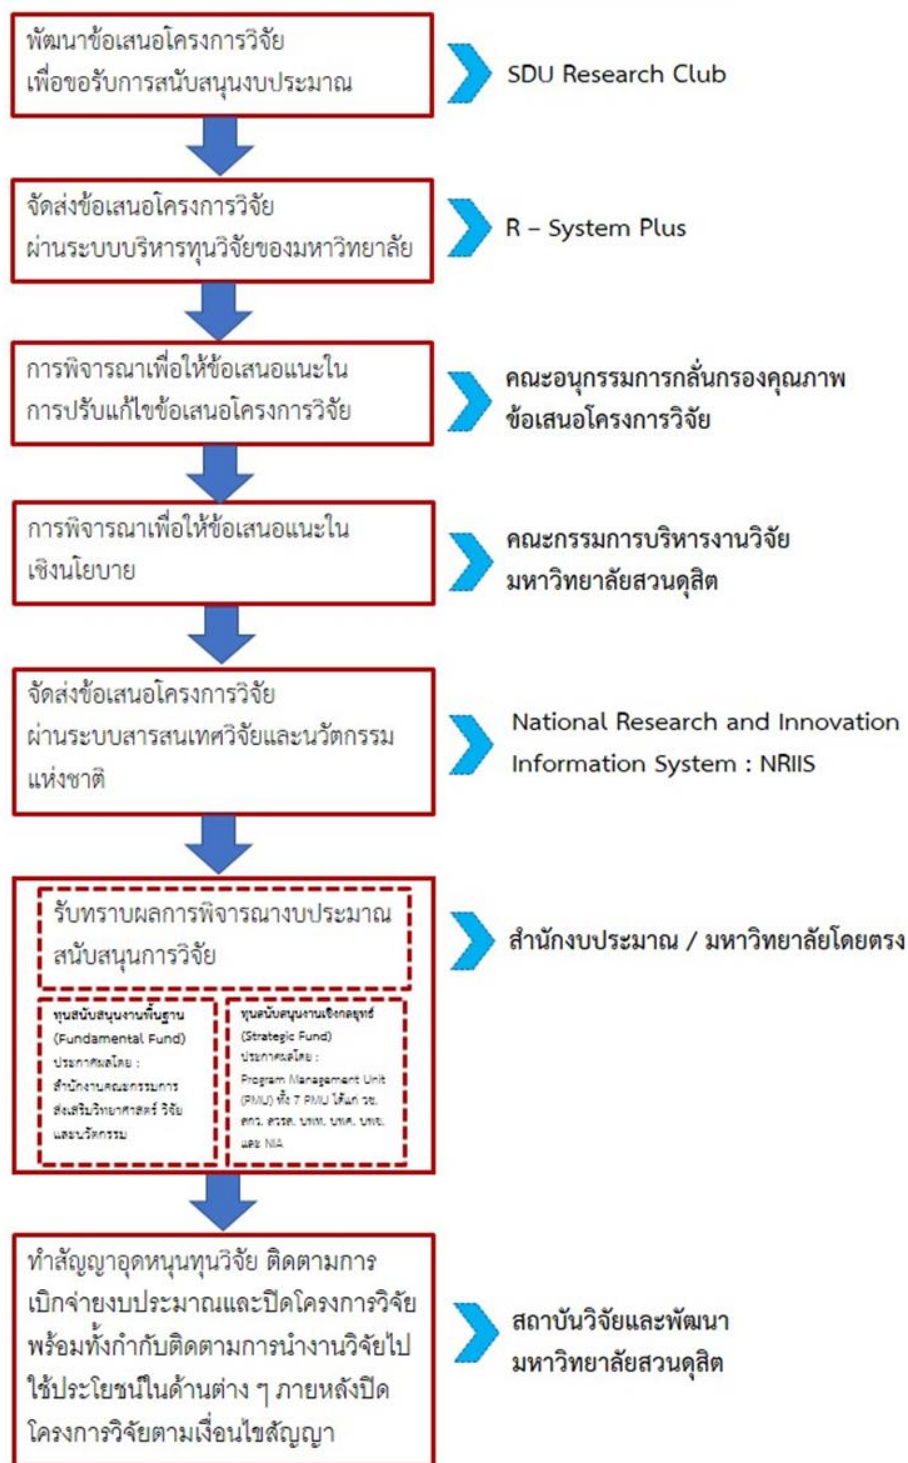 พัฒนาข้อเสนอโครงการวิจัย
เพื่อขอรับการสนับสนุนงบประมาณ
SDU Research Club
จัดส่งข้อเสนอโครงการวิจัย
ผ่านระบบบริหารทุนวิจัยของมหาวิทยาลัย
R – System Plus
การพิจารณาเพื่อให้ข้อเสนอแนะใน
การปรับแก้ไขข้อเสนอโครงการวิจัย
คณะอนุกรรมการกลั่นกรองคุณภาพ
ข้อเสนอโครงการวิจัย
การพิจารณาเพื่อให้ข้อเสนอแนะใน
เชิงนโยบาย
คณะกรรมการบริหารงานวิจัย
มหาวิทยาลัยสวนดุสิต
จัดส่งข้อเสนอโครงการวิจัย
ผ่านระบบสารสนเทศวิจัยและนวัตกรรม
แห่งชาติ
National Research and Innovation
Information System : NRIIS
รับทราบผลการพิจารณางบประมาณ
สนับสนุนการวิจัย
สำนักงบประมาณ / มหาวิทยาลัยโดยตรง
ทุนสนับสนุนงานพื้นฐาน
(Fundamental Fund)
ประกาศผลโดย :
สำนักงานคณะกรรมการ
ส่งเสริมวิทยาศาสตร์ วิจัย
และนวัตกรรม
ทุนสนับสนุนงานเชิงกลยุทธ์
(Strategic Fund)
ประกาศผลโดย :
Program Management Unit
(PMU) ทั้ง 7 PMU ได้แก่ วช.
สวก. สวรส. บพท. บพค. บพข.
และ NIA
ทำสัญญาอุดหนุนทุนวิจัย ติดตามการ
เบิกจ่ายงบประมาณและปิดโครงการวิจัย
พร้อมทั้งกำกับติดตามการนำงานวิจัยไป
ใช้ประโยชน์ในด้านต่าง ๆ ภายหลังปิด
โครงการวิจัยตามเงื่อนไขสัญญา
สถาบันวิจัยและพัฒนา
มหาวิทยาลัยสวนดุสิต